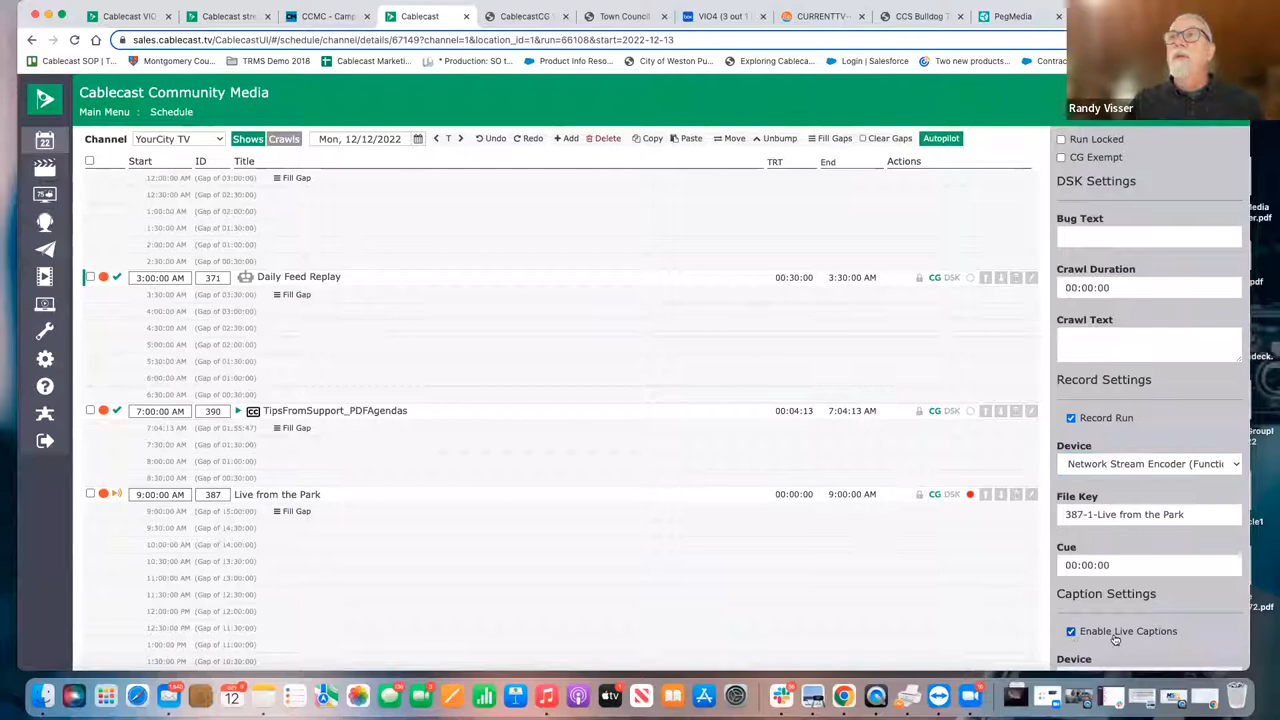 Cablecast VIO
Cablecast stre
CCMC - Camp
Cablecast
CablecastCG
Town Council
VIO4 (3 out 1
CURRENTTV-
CCS Bulldog T
PegMedia
sales.cablecast.tv/CablecastUI/#/schedule/channel/details/67149?channel=1&location_id=1&run=66108&start=2022-12-13
Cablecast SOP | T...
Montgomery Couc...
TRMS Demo 2018
Cablecast Marketi...
* Production: SO t...
Product Info Reso...
City of Weston Pu...
Exploring Cableca...
Login | Salesforce
Two new products...
Contrac
Randy Visser
Cablecast Community Media
Main Menu : Schedule
Channel YourCity TV Shows Crawls Mon, 12/12/2022 < T > Undo Redo + Add Delete Copy Paste Move Unbump Fill Gaps Clear Gaps Autopilot
Start ID Title TRT End Actions
12:00:00 AM (Gap of 03:00:00) Fill Gap
12:30:00 AM (Gap of 02:30:00)
1:00:00 AM (Gap of 02:00:00)
1:30:00 AM (Gap of 01:30:00)
2:00:00 AM (Gap of 01:00:00)
2:30:00 AM (Gap of 00:30:00)
3:00:00 AM 371 Daily Feed Replay 00:30:00 3:30:00 AM CG DSK
3:30:00 AM (Gap of 03:30:00) Fill Gap
4:00:00 AM (Gap of 03:00:00)
4:30:00 AM (Gap of 02:30:00)
5:00:00 AM (Gap of 02:00:00)
5:30:00 AM (Gap of 01:30:00)
6:00:00 AM (Gap of 01:00:00)
6:30:00 AM (Gap of 00:30:00)
7:00:00 AM 390 CC TipsFromSupport_PDFAgendas 00:04:13 7:04:13 AM CG DSK
7:04:13 AM (Gap of 01:55:47) Fill Gap
7:30:00 AM (Gap of 01:30:00)
8:00:00 AM (Gap of 01:00:00)
8:30:00 AM (Gap of 00:30:00)
9:00:00 AM 387 Live from the Park 00:00:00 9:00:00 AM CG DSK
9:00:00 AM (Gap of 15:00:00) Fill Gap
9:30:00 AM (Gap of 14:30:00)
10:00:00 AM (Gap of 14:00:00)
10:30:00 AM (Gap of 13:30:00)
11:00:00 AM (Gap of 13:00:00)
11:30:00 AM (Gap of 12:30:00)
12:00:00 PM (Gap of 12:00:00)
12:30:00 PM (Gap of 11:30:00)
1:00:00 PM (Gap of 11:00:00)
1:30:00 PM (Gap of 10:30:00)
Run Locked
CG Exempt
DSK Settings
Bug Text
Crawl Duration
00:00:00
Crawl Text
Record Settings
Record Run
Device
Network Stream Encoder (Functi
File Key
387-1-Live from the Park
Cue
00:00:00
Caption Settings
Enable Live Captions
Device